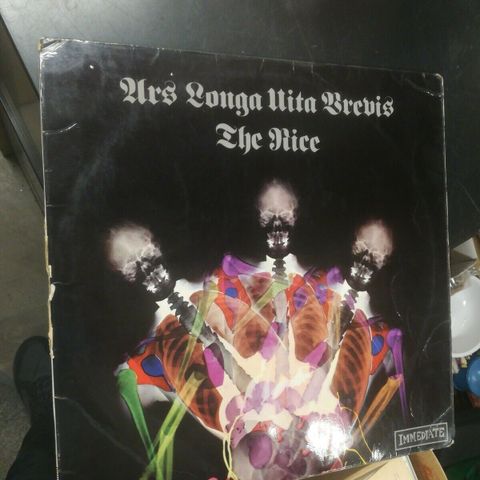 Ars Longa Vita Brevis
The Nice
IMMEDIATE